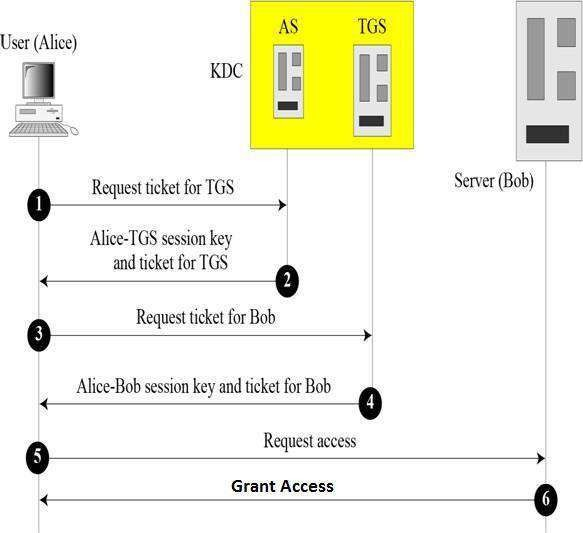 AS
TGS
User (Alice)
KDC
Server (Bob)
Request ticket for TGS
1
Alice-TGS session key
and ticket for TGS
2
Request ticket for Bob
3
Alice-Bob session key and ticket for Bob
4
Request access
5
Grant Access
6